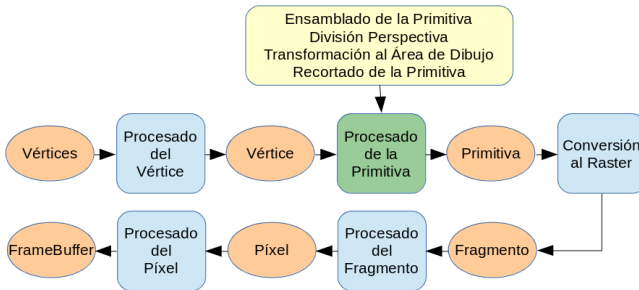 Ensamblado de la Primitiva
División Perspectiva
Transformación al Área de Dibujo
Recortado de la Primitiva
Vértices
Procesado
del
Vértice
Vértice
Procesado
de la
Primitiva
Primitiva
Conversión
al Raster
FrameBuffer
Procesado
del
Píxel
Píxel
Procesado
del
Fragmento
Fragmento